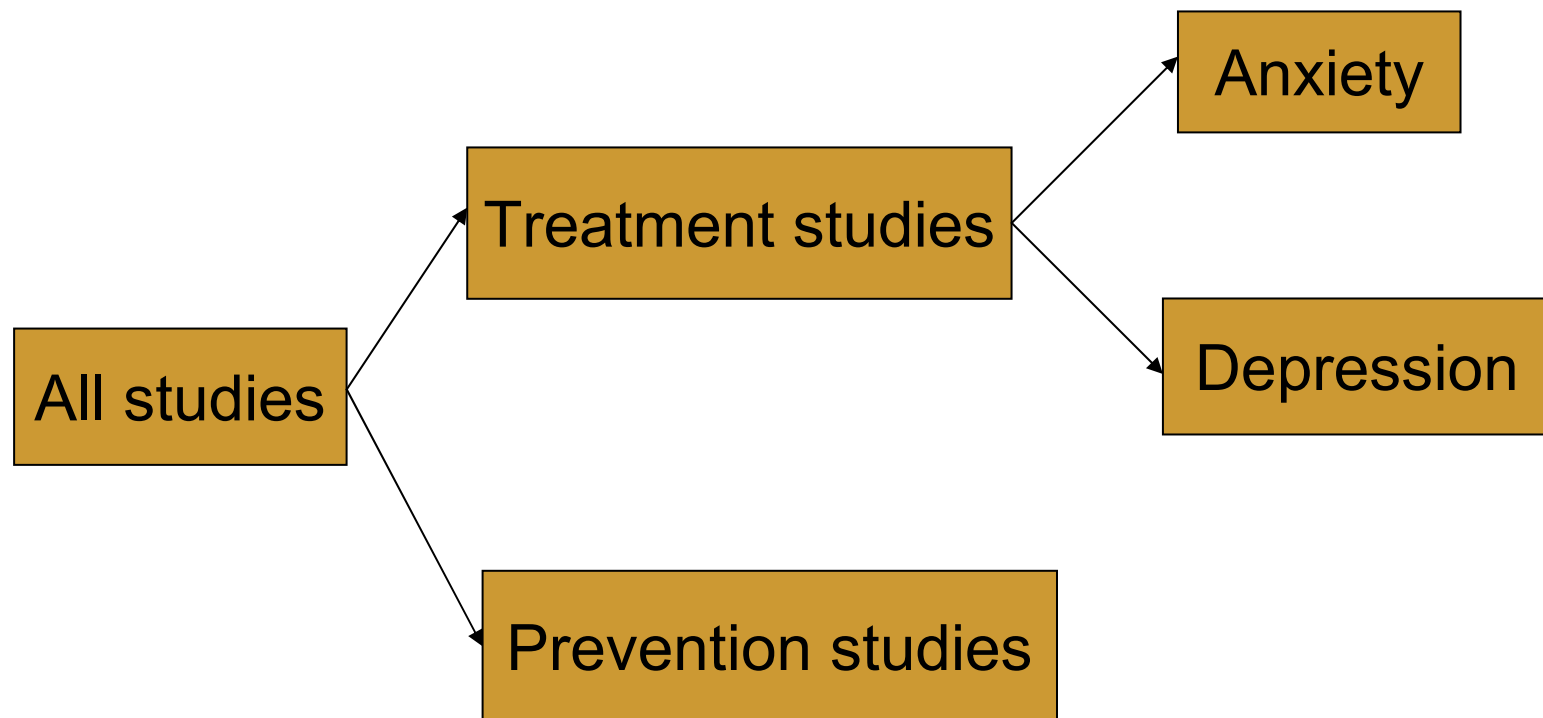 Anxiety
Treatment studies
Depression
All studies
Prevention studies